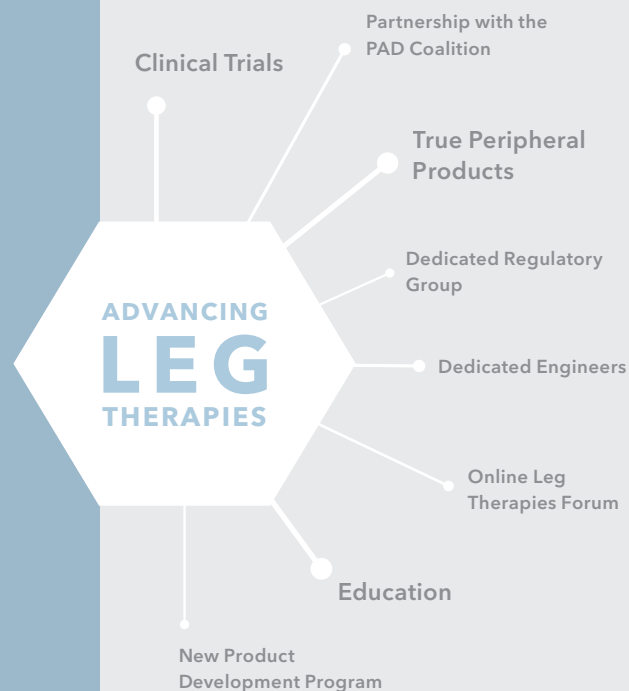 Partnership with the
PAD Coalition
Clinical Trials
True Peripheral
Products
Dedicated Regulatory
Group
ADVANCING
LEG
THERAPIES
Dedicated Engineers
Online Leg
Therapies Forum
Education
New Product
Development Program